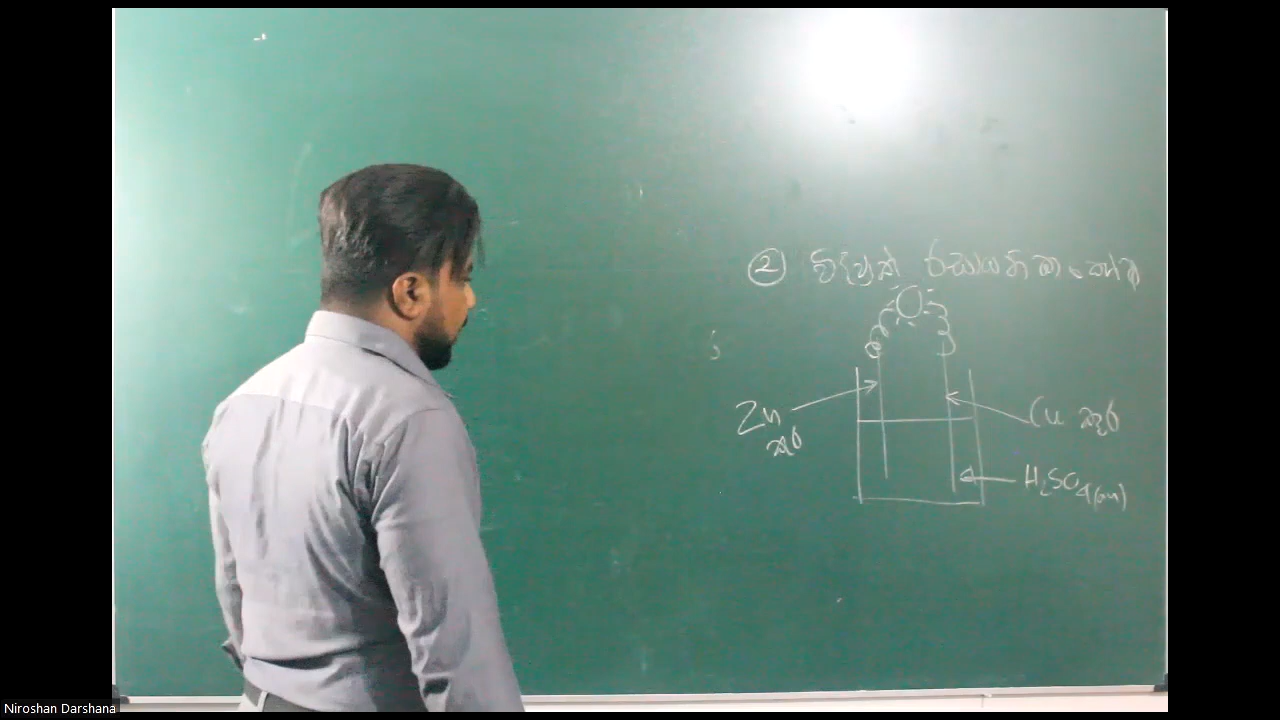 ② විද්‍යුත් රසායනික කෝෂ
Zn
කූර
Cu කූර
H₂SO₄(aq)
Niroshan Darshana